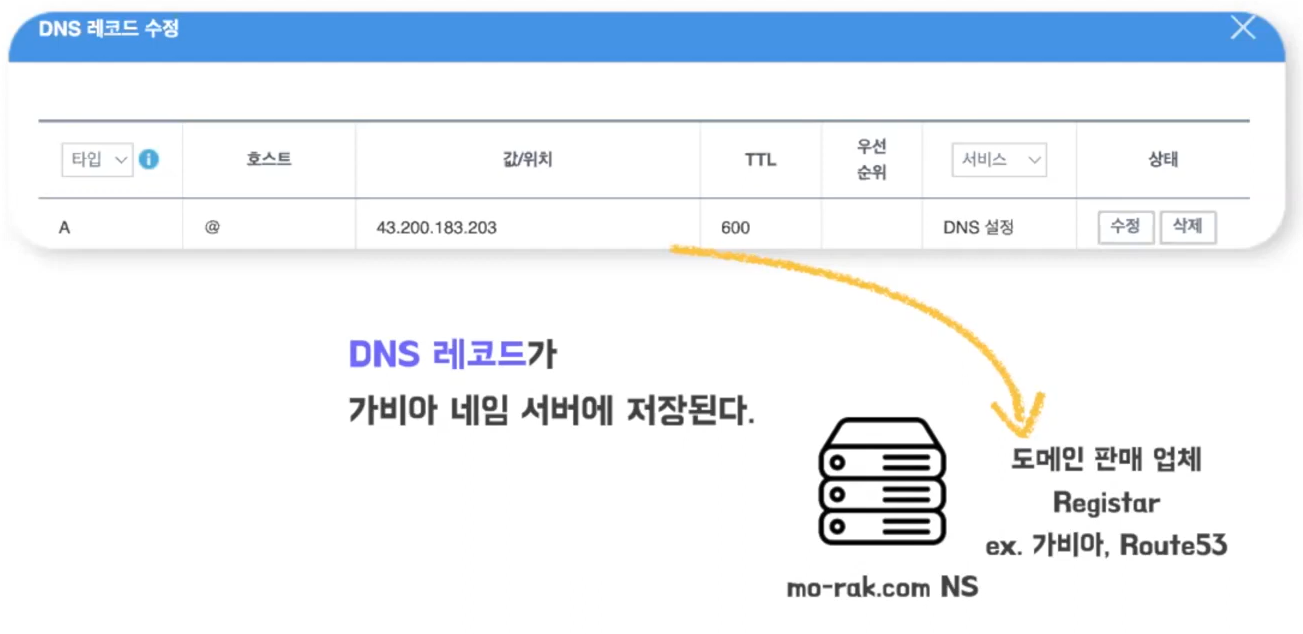 DNS 레코드 수정
타입 호스트 값/위치 TTL 우선 순위 서비스 상태
A @ 43.200.183.203 600 DNS 설정 수정 삭제
DNS 레코드가
가비아 네임 서버에 저장된다.
도메인 판매 업체
Registar
ex. 가비아, Route53
mo-rak.com NS